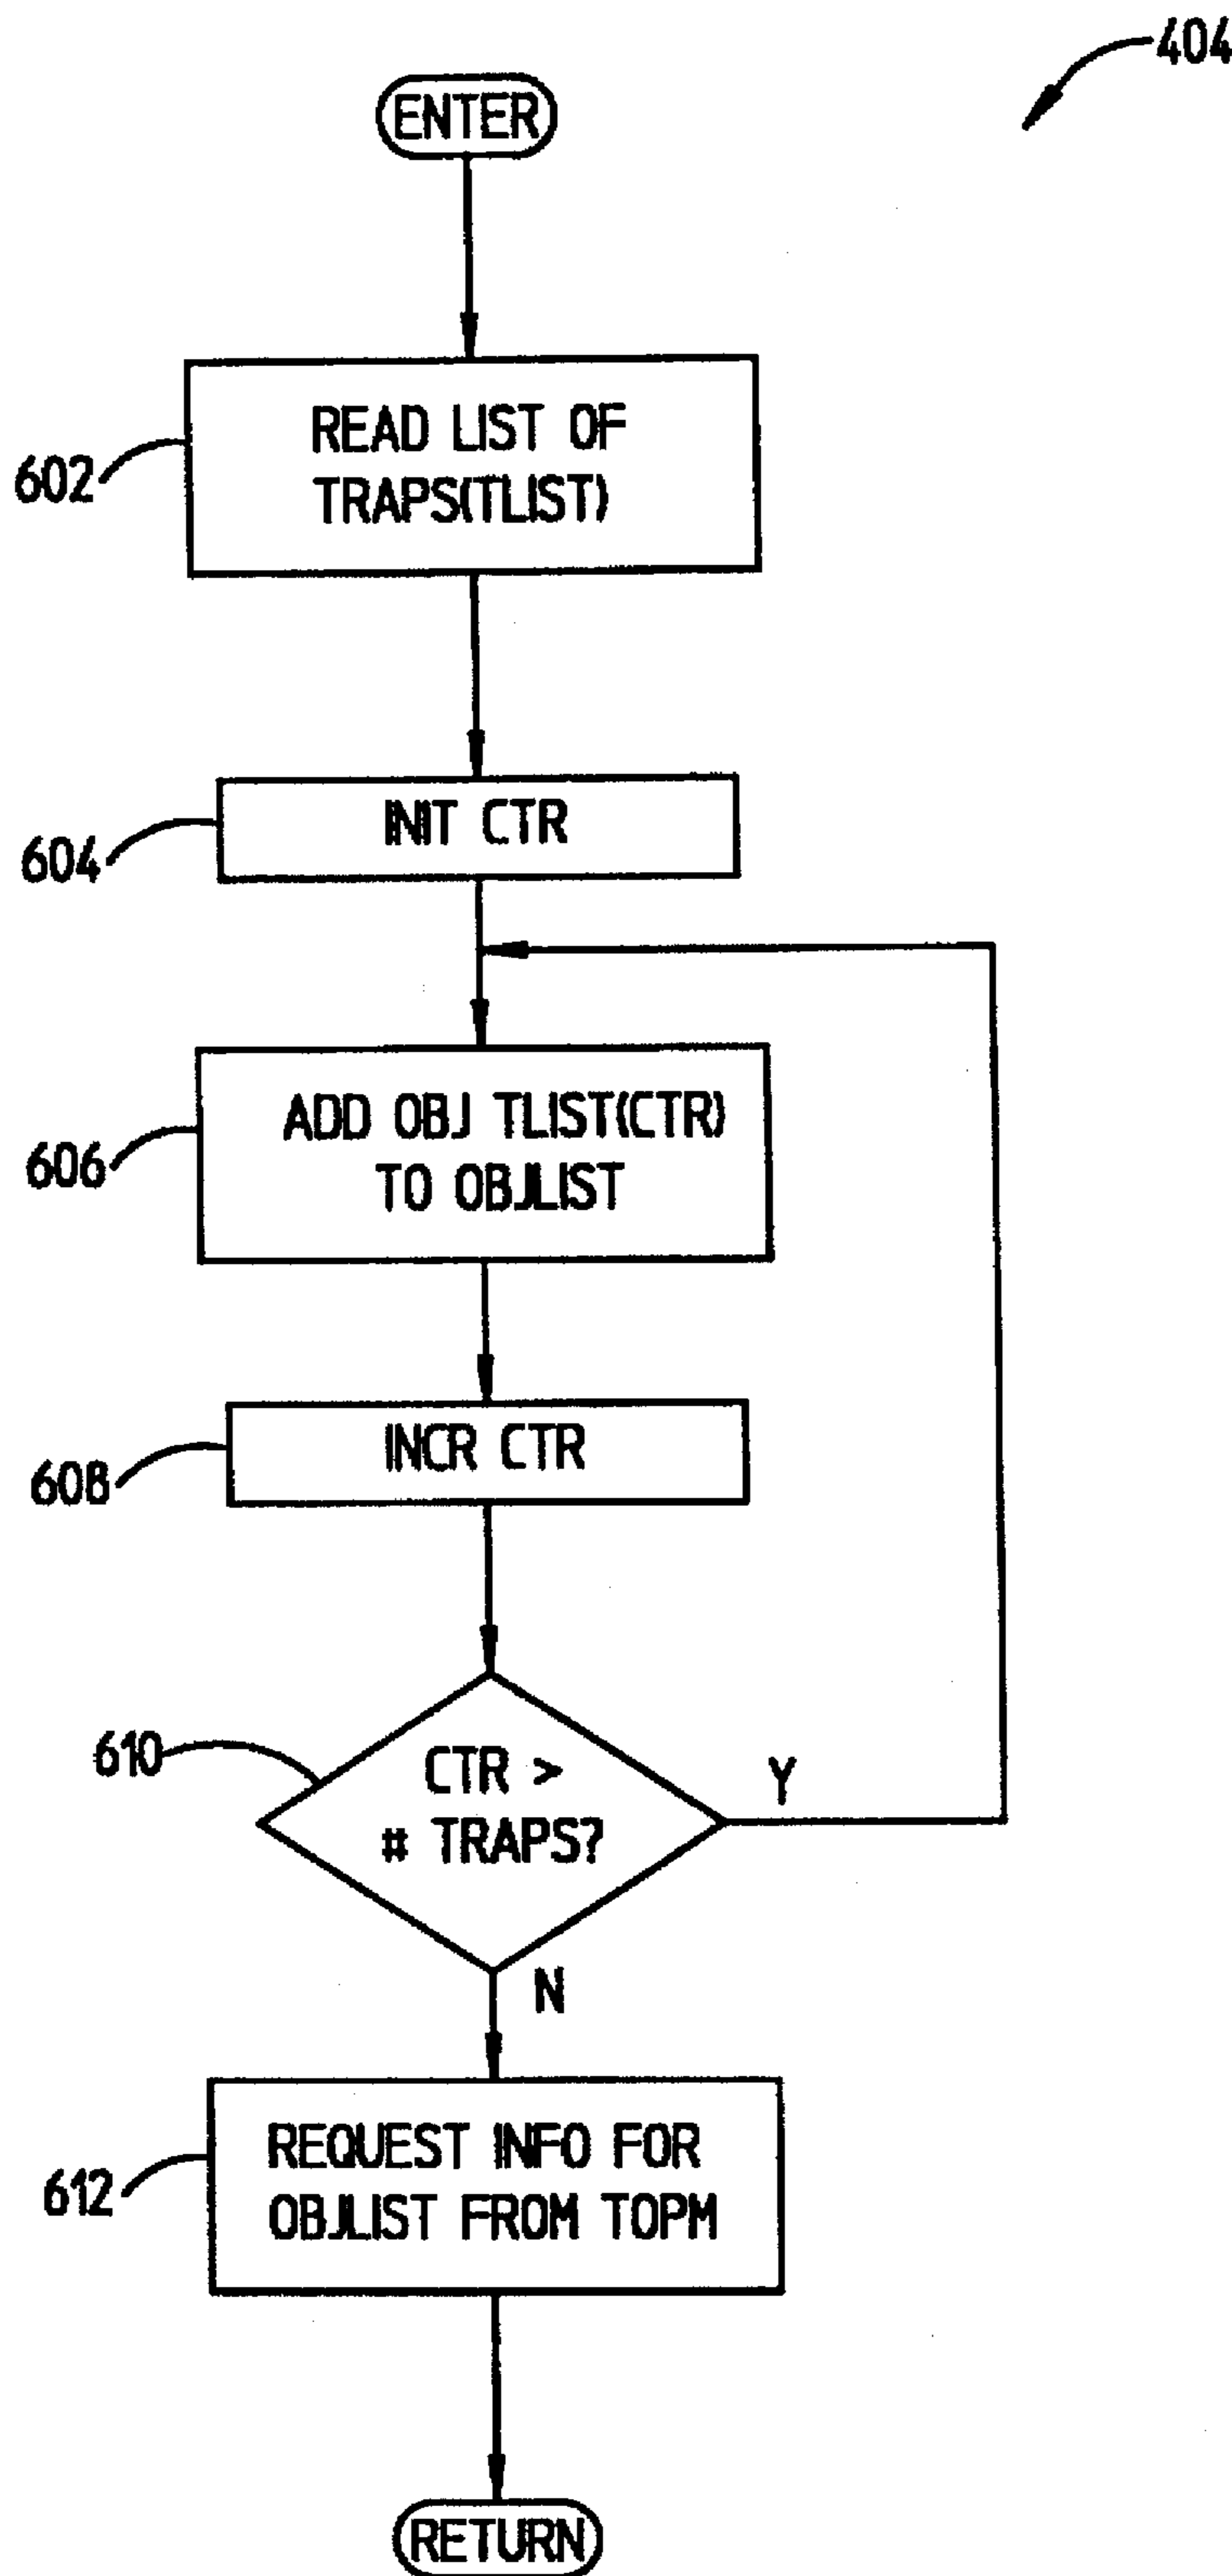 404
ENTER
602
READ LIST OF
TRAPS(TLIST)
604
INIT CTR
606
ADD OBJ TLIST(CTR)
TO OBJLIST
608
INCR CTR
610
CTR >
# TRAPS?
Y
N
612
REQUEST INFO FOR
OBJLIST FROM TOPM
RETURN